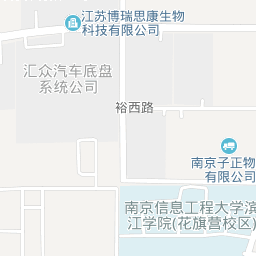 江苏博瑞思康生物
科技有限公司
汇众汽车底盘
系统公司
裕西路
南京子正物
有限公
南京信息工程大学滨
江学院(花旗营校区)